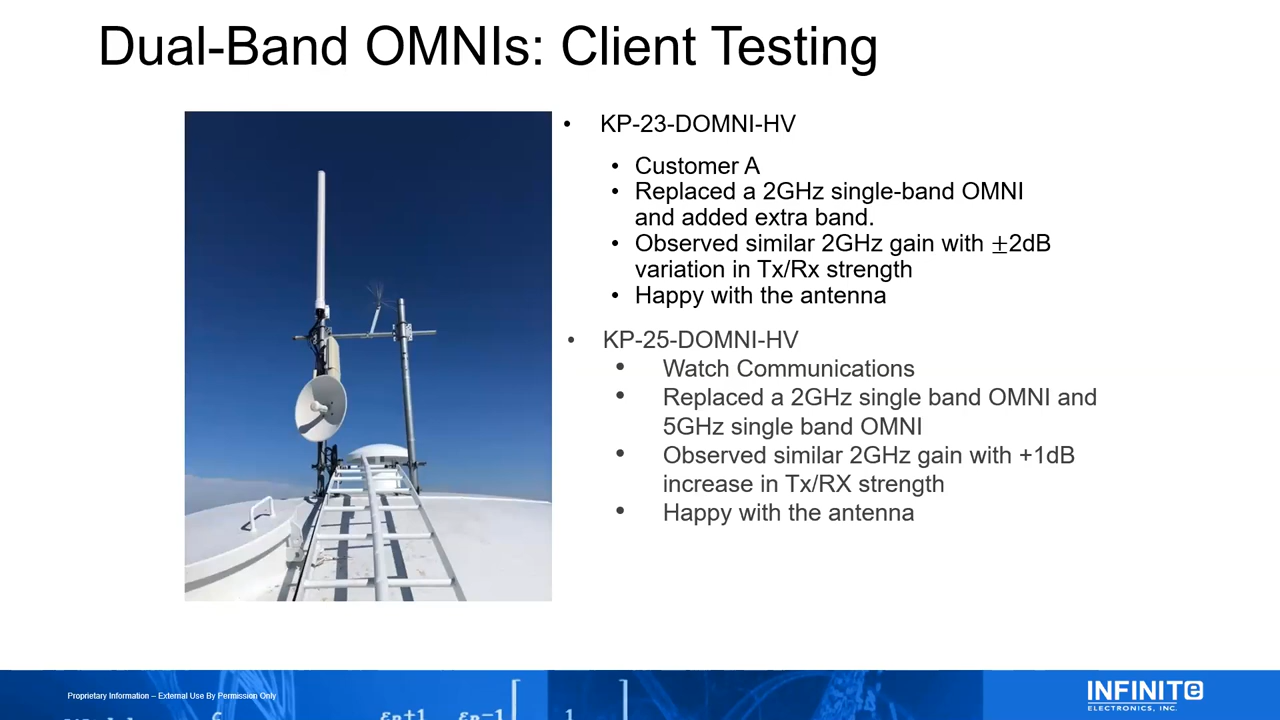 Dual-Band OMNIs: Client Testing
• KP-23-DOMNI-HV
• Customer A
• Replaced a 2GHz single-band OMNI
and added extra band.
• Observed similar 2GHz gain with ±2dB
variation in Tx/Rx strength
• Happy with the antenna
• KP-25-DOMNI-HV
• Watch Communications
• Replaced a 2GHz single band OMNI and
5GHz single band OMNI
• Observed similar 2GHz gain with +1dB
increase in Tx/RX strength
• Happy with the antenna
Proprietary Information – External Use By Permission Only
INFINITe
ELECTRONICS, INC.